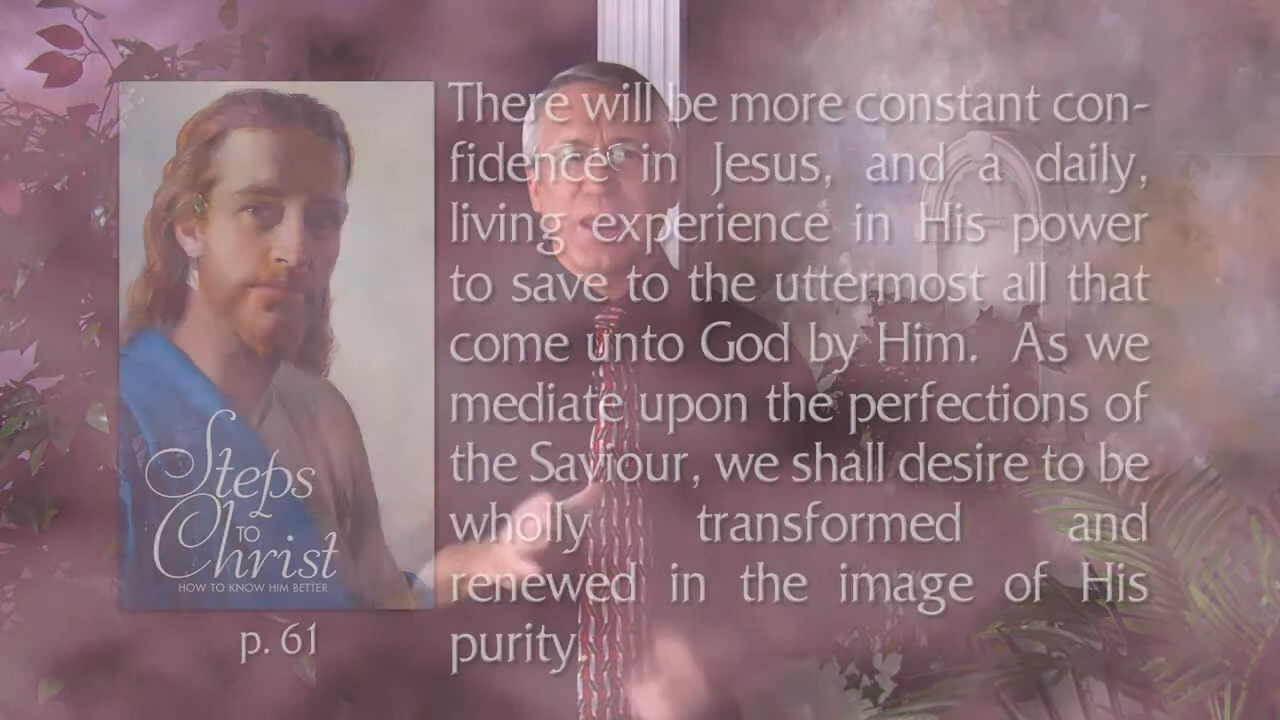 Steps
TO
Christ
HOW TO KNOW HIM BETTER
p. 61
There will be more constant con-
fidence in Jesus, and a daily,
living experience in His power
to save to the uttermost all that
come unto God by Him. As we
mediate upon the perfections of
the Saviour, we shall desire to be
wholly transformed and
renewed in the image of His
purity.